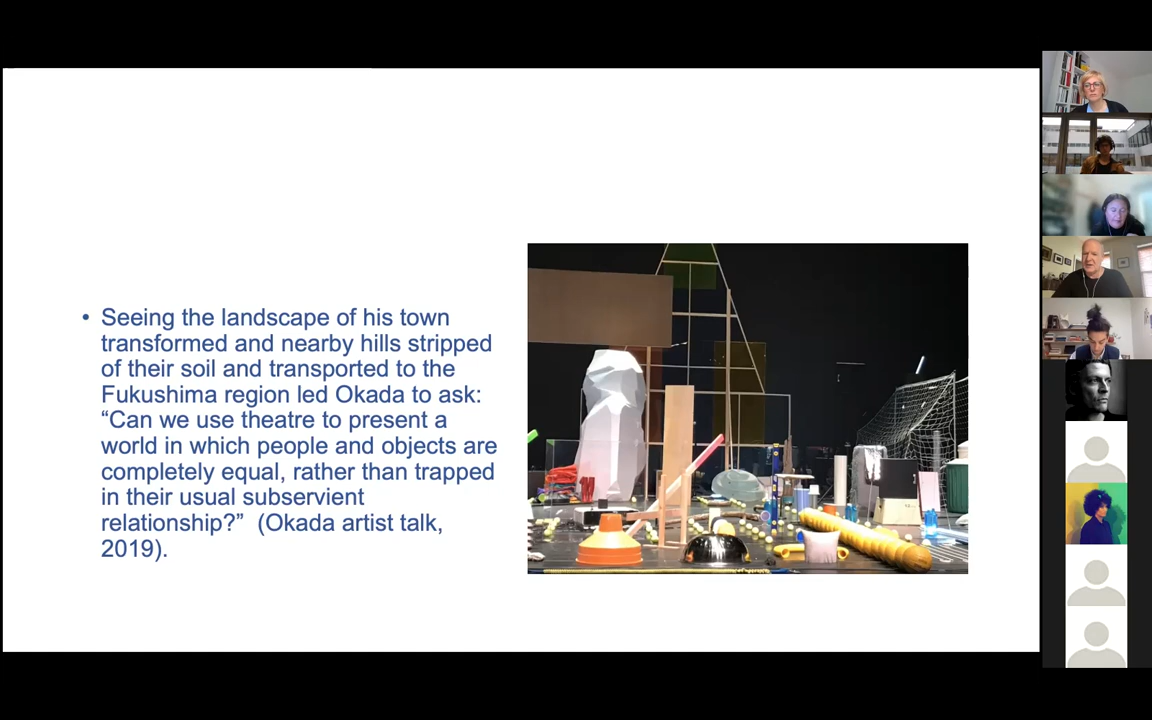 • Seeing the landscape of his town
transformed and nearby hills stripped
of their soil and transported to the
Fukushima region led Okada to ask:
“Can we use theatre to present a
world in which people and objects are
completely equal, rather than trapped
in their usual subservient
relationship?”  (Okada artist talk,
2019).